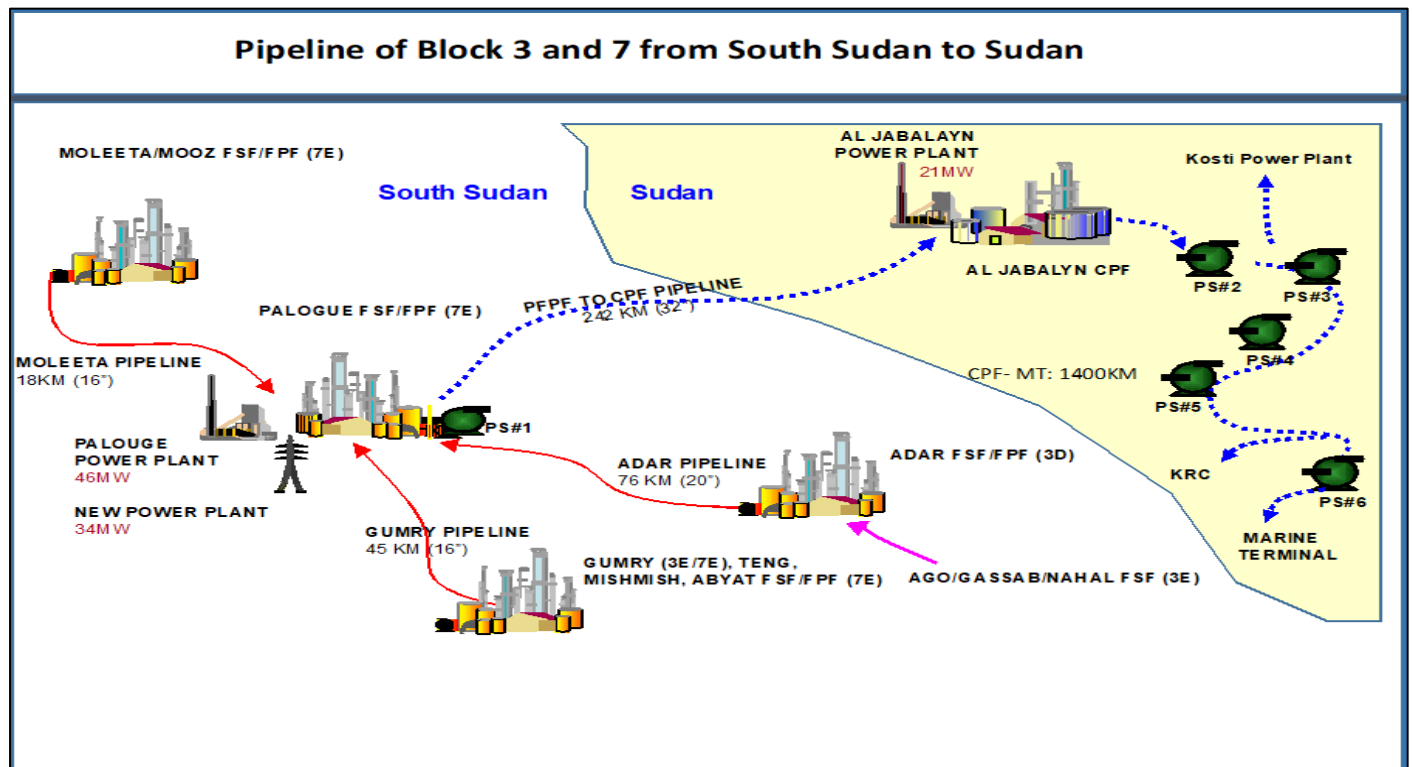 Pipeline of Block 3 and 7 from South Sudan to Sudan
MOLEETA/MOOZ FSF/FPF (7E)
South Sudan
Sudan
AL JABALAYN
POWER PLANT
21MW
Kosti Power Plant
AL JABALYN CPF
PS#2
PS#3
PS#4
PS#5
PS#6
PFPF TO CPF PIPELINE
242 KM (32")
PALOGUE FSF/FPF (7E)
MOLEETA PIPELINE
18KM (16")
PS#1
PALOUGE
POWER PLANT
46MW
NEW POWER PLANT
34MW
CPF- MT: 1400KM
ADAR PIPELINE
76 KM (20")
ADAR FSF/FPF (3D)
KRC
MARINE
TERMINAL
GUMRY PIPELINE
45 KM (16")
GUMRY (3E/7E), TENG,
MISHMISH, ABYAT FSF/FPF (7E)
AGO/GASSAB/NAHAL FSF (3E)